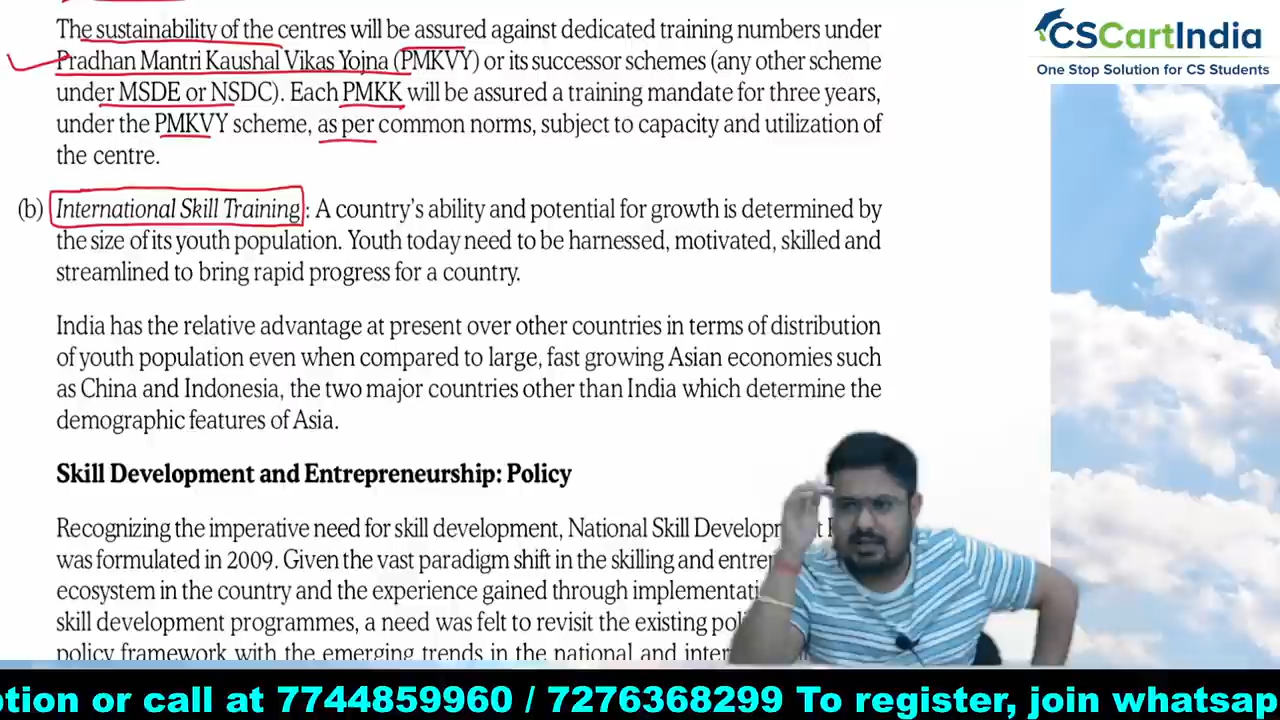 The sustainability of the centres will be assured against dedicated training numbers under
Pradhan Mantri Kaushal Vikas Yojna (PMKVY) or its successor schemes (any other scheme
under MSDE or NSDC). Each PMKK will be assured a training mandate for three years,
under the PMKVY scheme, as per common norms, subject to capacity and utilization of
the centre.
(b) International Skill Training : A country's ability and potential for growth is determined by
the size of its youth population. Youth today need to be harnessed, motivated, skilled and
streamlined to bring rapid progress for a country.
India has the relative advantage at present over other countries in terms of distribution
of youth population even when compared to large, fast growing Asian economies such
as China and Indonesia, the two major countries other than India which determine the
demographic features of Asia.
Skill Development and Entrepreneurship: Policy
Recognizing the imperative need for skill development, National Skill
was formulated in 2009. Given the vast paradigm shift in the skilling and
ecosystem in the country and the experience gained through
skill development programmes, a need was felt to revisit the existing
policy framework with the emerging trends in the national and
CSCartIndia
One Stop Solution for CS Students
or call at 7744859960 / 7276368299 To register, join